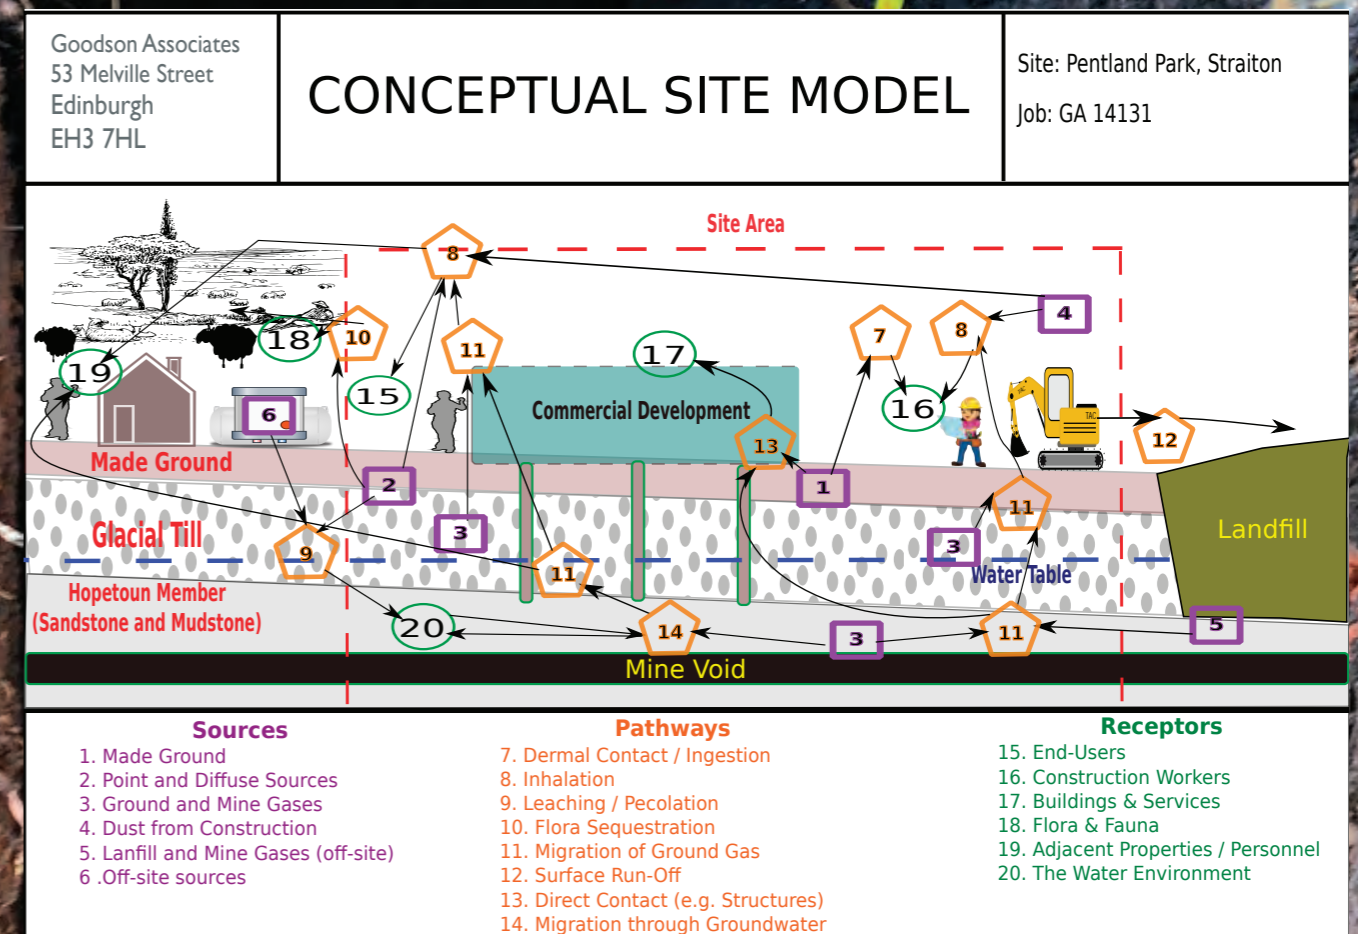 Goodson Associates
53 Melville Street
Edinburgh
EH3 7HL
CONCEPTUAL SITE MODEL
Site: Pentland Park, Straiton
Job: GA 14131
Site Area
8
4
18
10
7
8
11
17
19
15
16
6
Commercial Development
TAC
13
12
Made Ground
2
1
11
Glacial Till
3
3
Landfill
9
11
Water Table
Hopetoun Member
(Sandstone and Mudstone)
20
14
3
11
5
Mine Void
Sources
1. Made Ground
2. Point and Diffuse Sources
3. Ground and Mine Gases
4. Dust from Construction
5. Lanfill and Mine Gases (off-site)
6 .Off-site sources
Pathways
7. Dermal Contact / Ingestion
8. Inhalation
9. Leaching / Pecolation
10. Flora Sequestration
11. Migration of Ground Gas
12. Surface Run-Off
13. Direct Contact (e.g. Structures)
14. Migration through Groundwater
Receptors
15. End-Users
16. Construction Workers
17. Buildings & Services
18. Flora & Fauna
19. Adjacent Properties / Personnel
20. The Water Environment